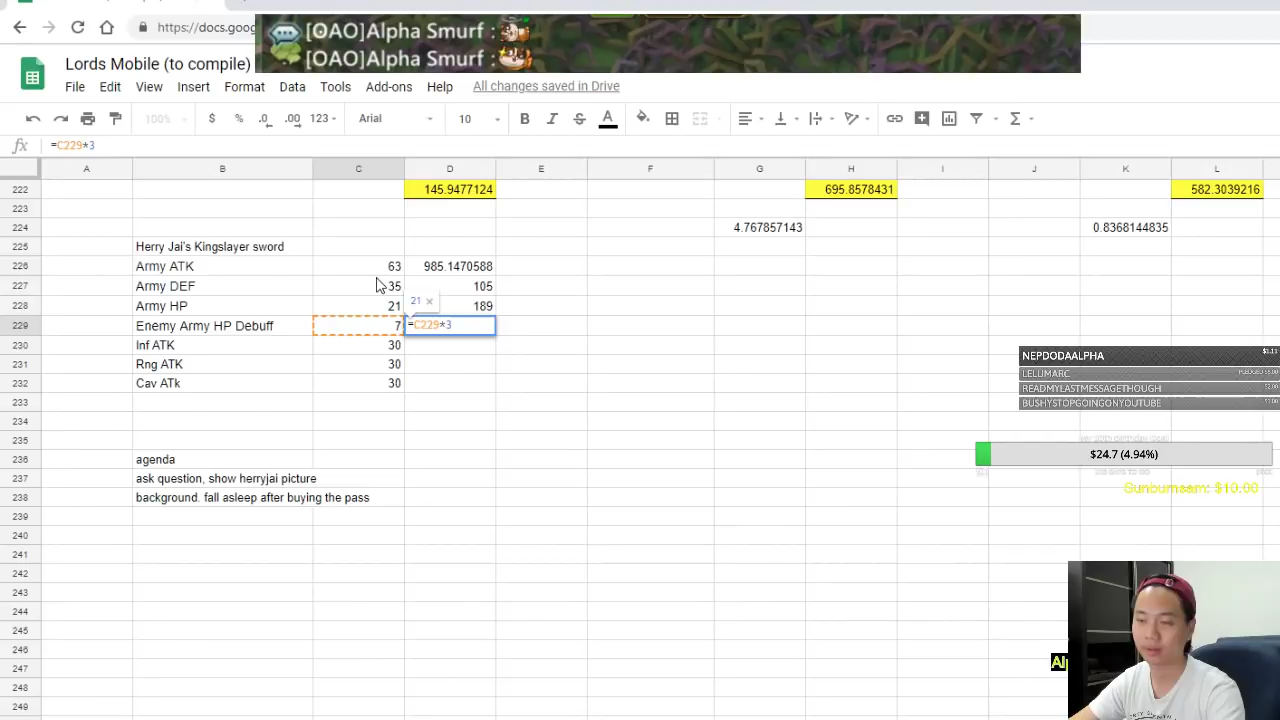 https://docs.goog
[OAO]Alpha Smurf :
[OAO]Alpha Smurf :
Lords Mobile (to compile)
File Edit View Insert Format Data Tools Add-ons Help All changes saved in Drive
100% $ % .0 .00 123 Arial 10 B I S A
fx =C229*3
A B C D E F G H I J K L
222 145.9477124 695.8578431 582.3039216
223
224 4.767857143 0.8368144835
225 Herry Jai's Kingslayer sword
226 Army ATK 63 985.1470588
227 Army DEF 35 105
21 ×
228 Army HP 21 189
229 Enemy Army HP Debuff 7 =C229*3
230 Inf ATK 30
231 Rng ATK 30
232 Cav ATk 30
233
234
235
236 agenda
237 ask question, show herryjai picture
238 background. fall asleep after buying the pass
239
240
241
242
243
244
245
246
247
248
249
NEPDODAALPHA $1.11
LELIJMARC
READMYLASTMESSAGETHOUGH
BUSHYSTOPGOINGONYOUTUBE
$24.7 (4.94%)
Sunburnsam: $10.00